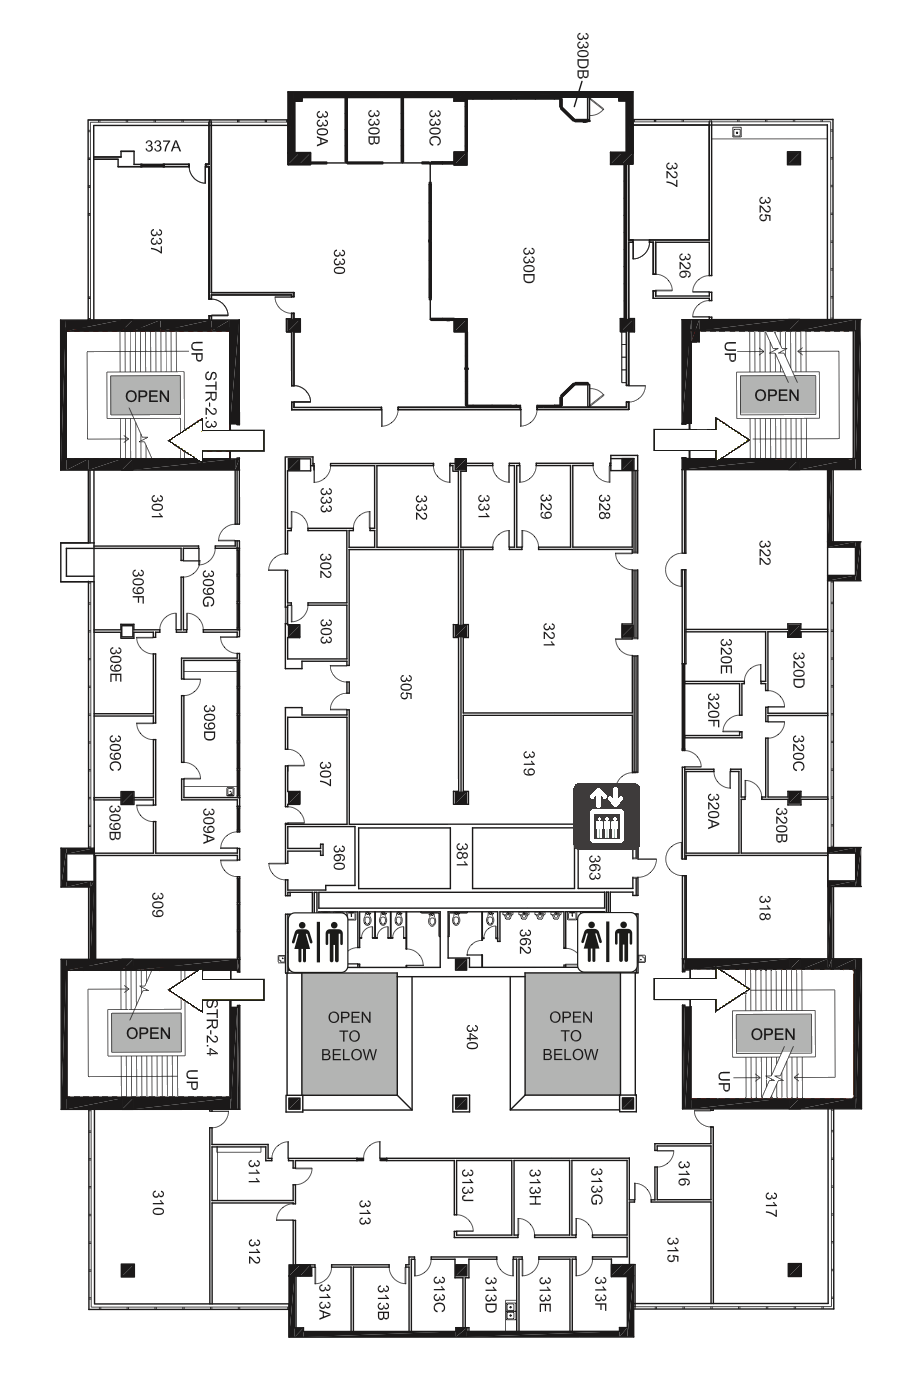 330DB
330A
330B
330C
337A
327
325
337
330
330D
326
UP
OPEN
STR-2.3
UP
OPEN
301
333
332
331
329
328
322
309F
309G
302
303
321
309E
305
320E
320D
309D
320F
309C
307
319
320C
309B
309A
320A
320B
360
381
363
309
318
362
OPEN
TO
BELOW
OPEN
TO
BELOW
340
OPEN
STR-2.4
UP
OPEN
UP
311
313J
313H
313G
316
310
313
317
312
315
313A
313B
313C
313D
313E
313F